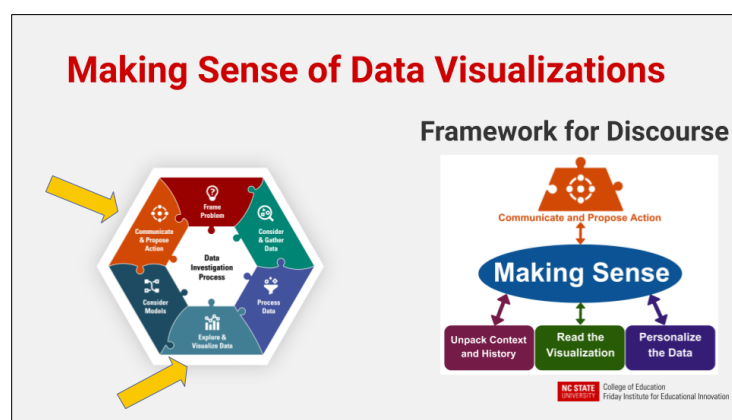 Making Sense of Data Visualizations
Framework for Discourse
Frame
Problem
Communicate
& Propose
Action
Consider
& Gather
Data
Data
Investigation
Process
Consider
Models
Process
Data
Explore &
Visualize Data
Communicate and Propose Action
Making Sense
Unpack Context
and History
Read the
Visualization
Personalize
the Data
NC STATE
UNIVERSITY
College of Education
Friday Institute for Educational Innovation